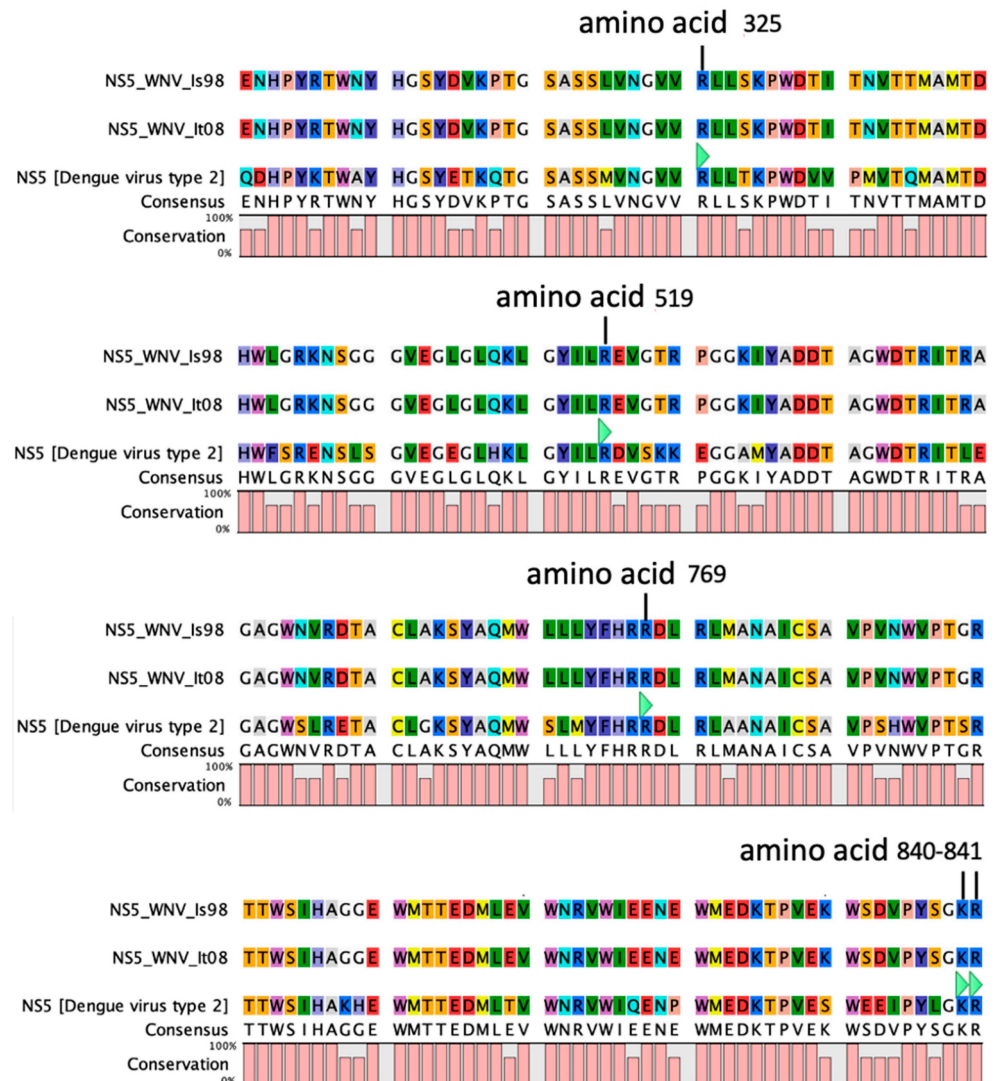 amino acid 325
NS5_WNV_Is98 ENHPYRTWNY HGSYDVKPTG SASSLVNGVV RLLSKPWDTI TNVTTMAMTD
NS5_WNV_It08 ENHPYRTWNY HGSYDVKPTG SASSLVNGVV RLLSKPWDTI TNVTTMAMTD
NS5 [Dengue virus type 2] QDHPYKTWAY HGSYETKQTG SASSMVNGVV RLLTKPWDVV PMVTQMAMTD
Consensus ENHPYRTWNY HGSYDVKPTG SASSLVNGVV RLLSKPWDTI TNVTTMAMTD
100%
Conservation
0%
amino acid 519
NS5_WNV_Is98 HWLGRKNSGG GVEGLGLQKL GYILREVGTR PGGKIYADDT AGWDTRITRA
NS5_WNV_It08 HWLGRKNSGG GVEGLGLQKL GYILREVGTR PGGKIYADDT AGWDTRITRA
NS5 [Dengue virus type 2] HWFSRENSLS GVEGEGLHKL GYILRDVSKK EGGAMYADDT AGWDTRITLE
Consensus HWLGRKNSGG GVEGLGLQKL GYILREVGTR PGGKIYADDT AGWDTRITRA
100%
Conservation
0%
amino acid 769
NS5_WNV_Is98 GAGWNVRDTA CLAKSYAQMW LLLYFHRRDL RLMANAICSA VPVNWVPTGR
NS5_WNV_It08 GAGWNVRDTA CLAKSYAQMW LLLYFHRRDL RLMANAICSA VPVNWVPTGR
NS5 [Dengue virus type 2] GAGWSLRETA CLGKSYAQMW SLMYFHRRDL RLAANAICSA VPSHWVPTSR
Consensus GAGWNVRDTA CLAKSYAQMW LLLYFHRRDL RLMANAICSA VPVNWVPTGR
100%
Conservation
0%
amino acid 840-841
NS5_WNV_Is98 TTWSIHAGGE WMTTEDMLEV WNRVWIEENE WMEDKTPVEK WSDVPYSGKR
NS5_WNV_It08 TTWSIHAGGE WMTTEDMLEV WNRVWIEENE WMEDKTPVEK WSDVPYSGKR
NS5 [Dengue virus type 2] TTWSIHAKHE WMTTEDMLTV WNRVWIQENP WMEDKTPVES WEEIPYLGKR
Consensus TTWSIHAGGE WMTTEDMLEV WNRVWIEENE WMEDKTPVEK WSDVPYSGKR
100%
Conservation
0%